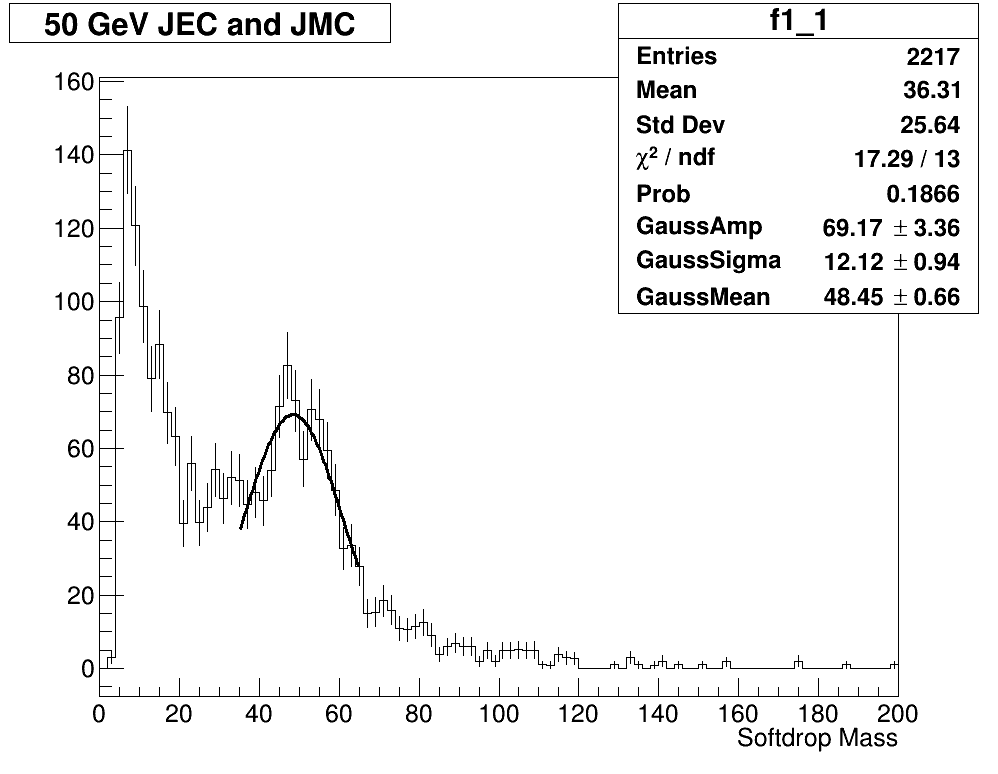 50 GeV JEC and JMC
f1_1
Entries 2217
Mean 36.31
Std Dev 25.64
χ² / ndf 17.29 / 13
Prob 0.1866
GaussAmp 69.17 ± 3.36
GaussSigma 12.12 ± 0.94
GaussMean 48.45 ± 0.66
160
140
120
100
80
60
40
20
0
0 20 40 60 80 100 120 140 160 180 200
Softdrop Mass